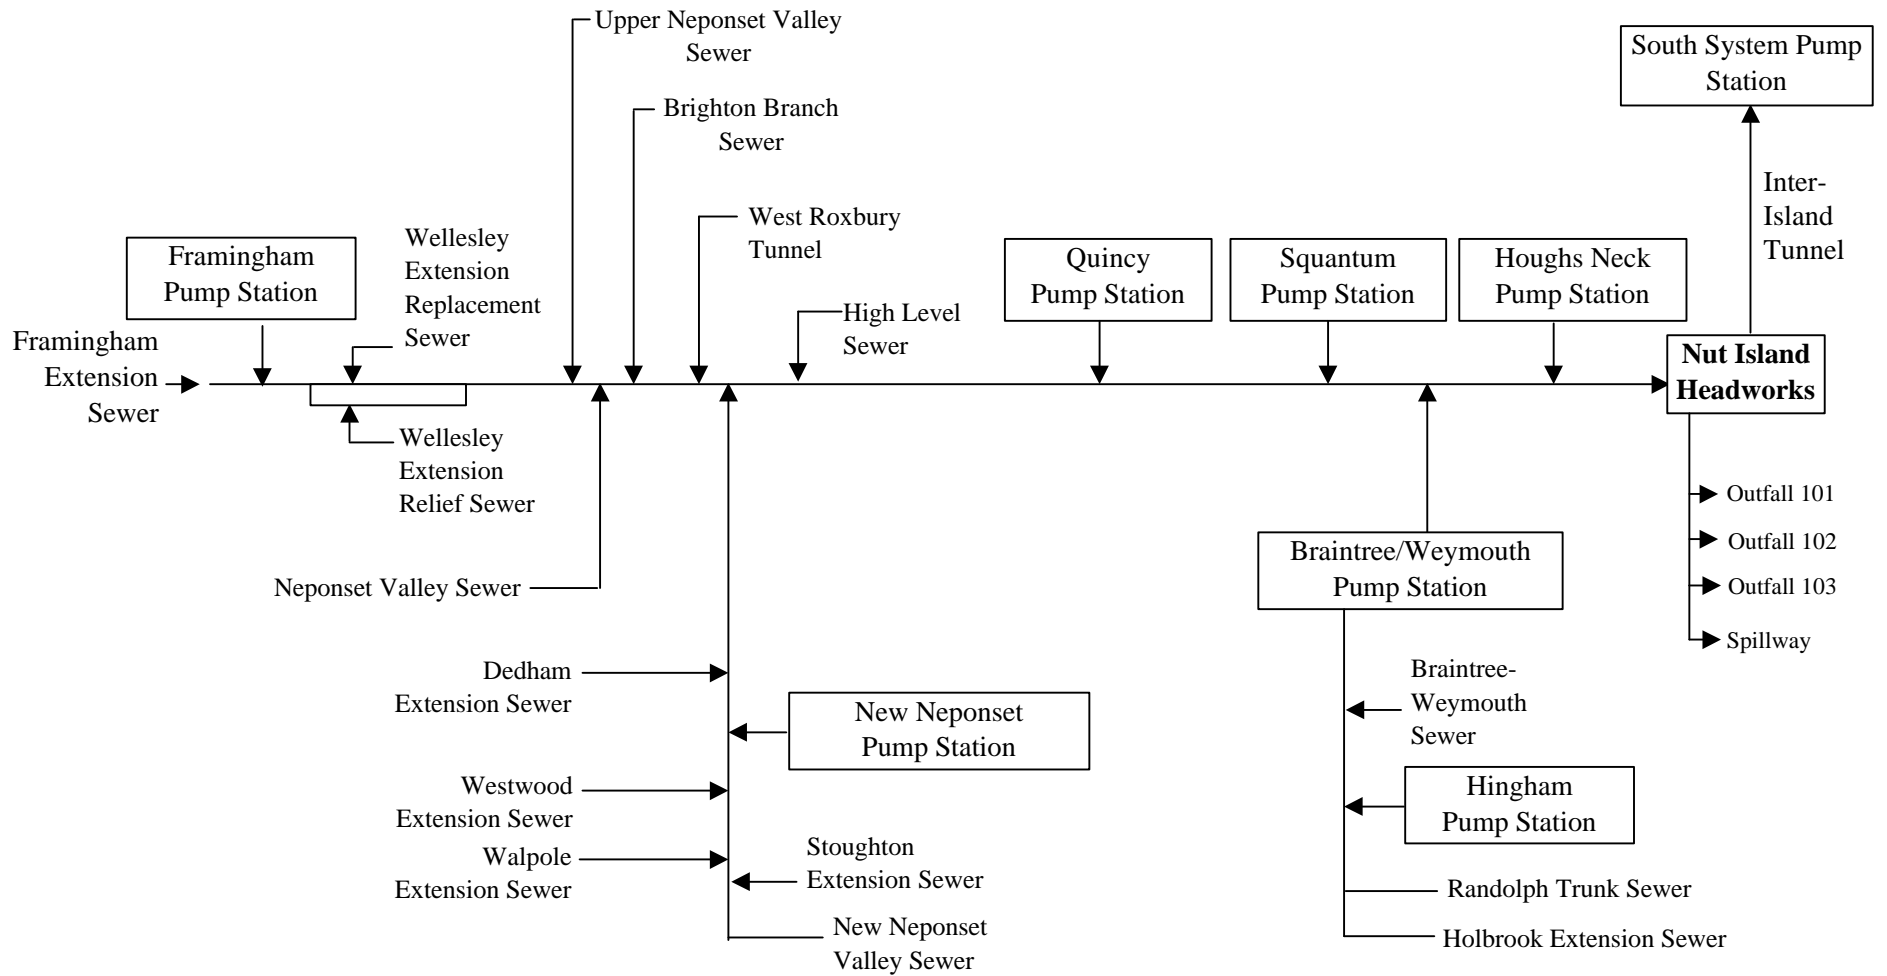 Upper Neponset Valley
Sewer
South System Pump
Station
Brighton Branch
Sewer
Inter-
Island
Tunnel
West Roxbury
Tunnel
Framingham
Pump Station
Wellesley
Extension
Replacement
Sewer
Quincy
Pump Station
Squantum
Pump Station
Houghs Neck
Pump Station
High Level
Sewer
Framingham
Extension
Sewer
Nut Island
Headworks
Wellesley
Extension
Relief Sewer
Outfall 101
Outfall 102
Outfall 103
Spillway
Braintree/Weymouth
Pump Station
Neponset Valley Sewer
Dedham
Extension Sewer
New Neponset
Pump Station
Braintree-
Weymouth
Sewer
Westwood
Extension Sewer
Hingham
Pump Station
Walpole
Extension Sewer
Stoughton
Extension Sewer
Randolph Trunk Sewer
New Neponset
Valley Sewer
Holbrook Extension Sewer